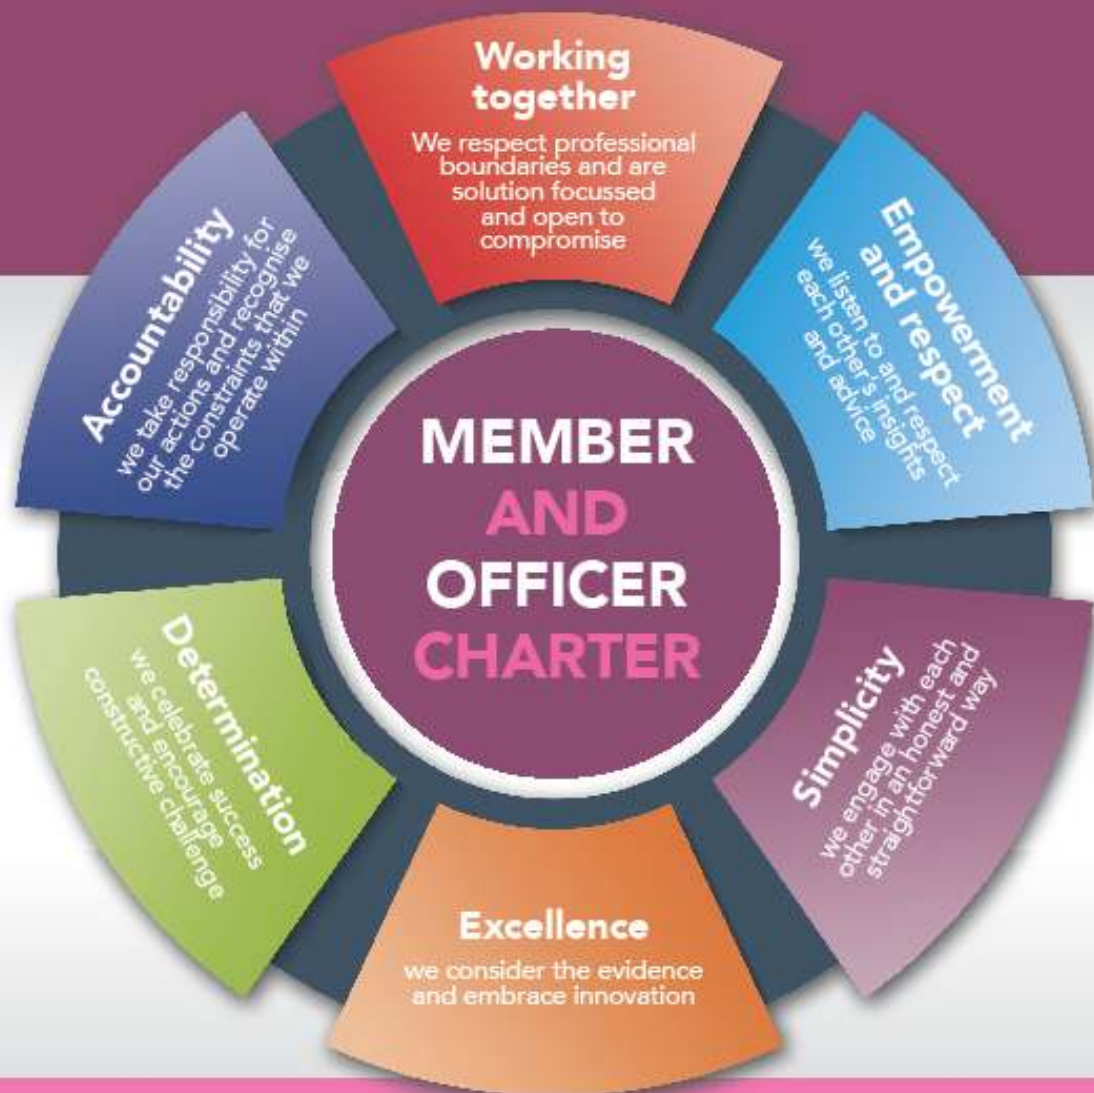 MEMBER
AND
OFFICER
CHARTER
Working
together
We respect professional
boundaries and are
solution focussed
and open to
compromise
Empowerment
and respect
we listen to and respect
each other's insights
and advice
Simplicity
we engage with each
other in an honest and
straightforward way
Excellence
we consider the evidence
and embrace innovation
Determination
we celebrate success
and encourage
constructive challenge
Accountability
we take responsibility for
our actions and recognise
the constraints that we
operate within